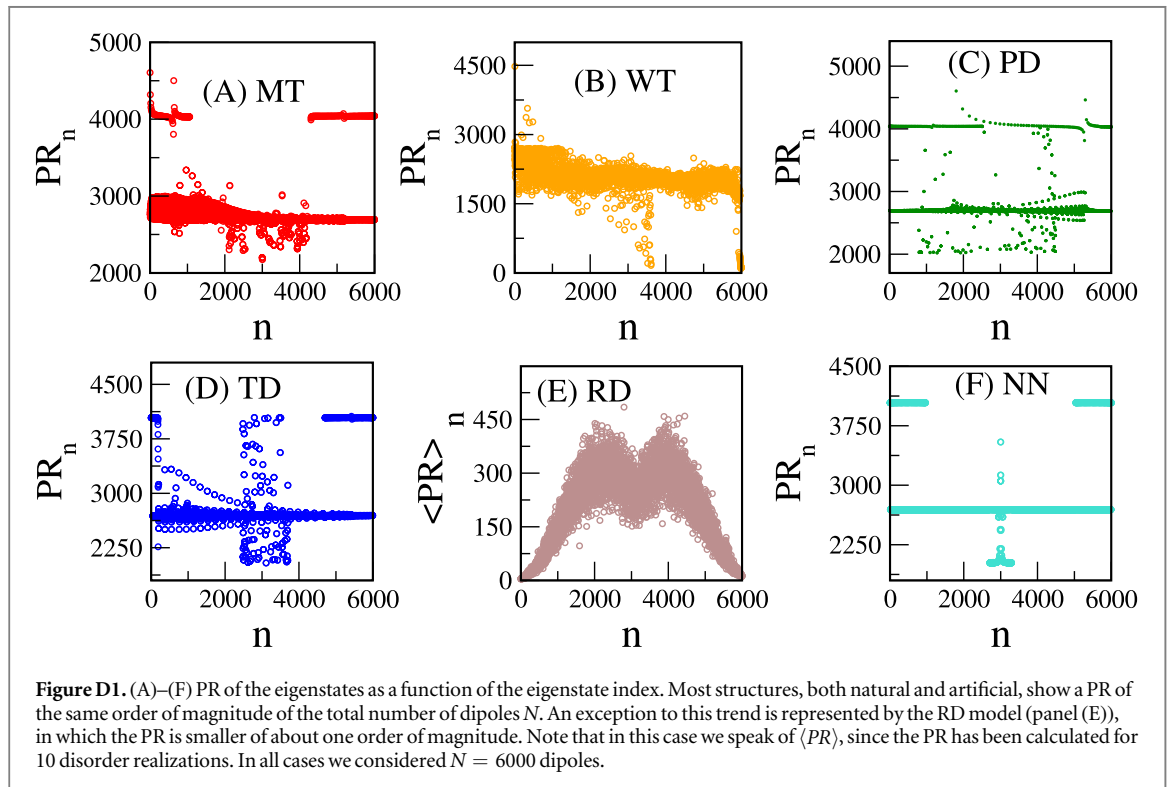 5000
4000
3000
2000
PRn
(A) MT
0 2000 4000 6000
n
4500
3000
1500
0
PRn
(B) WT
0 2000 4000 6000
n
5000
4000
3000
2000
PRn
(C) PD
0 2000 4000 6000
n
4500
3750
3000
2250
PRn
(D) TD
0 2000 4000 6000
n
450
300
150
0
<PR>n
(E) RD
0 2000 4000 6000
n
4500
3750
3000
2250
PRn
(F) NN
0 2000 4000 6000
n
Figure D1. (A)–(F) PR of the eigenstates as a function of the eigenstate index. Most structures, both natural and artificial, show a PR of
the same order of magnitude of the total number of dipoles N. An exception to this trend is represented by the RD model (panel (E)),
in which the PR is smaller of about one order of magnitude. Note that in this case we speak of ⟨PR⟩, since the PR has been calculated for
10 disorder realizations. In all cases we considered N = 6000 dipoles.